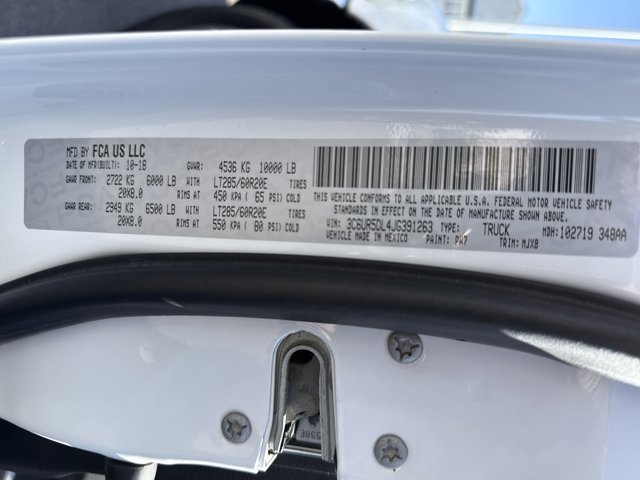 MFD BY FCA US LLC
DATE OF MFR(BUILT): 10-18 GVWR: 4536 KG 10000 LB
GAWR FRONT: 2722 KG 6000 LB WITH LT285/60R20E TIRES
20X8.0 RIMS AT 450 KPA ( 65 PSI) COLD
GAWR REAR: 2949 KG 6500 LB WITH LT285/60R20E TIRES
20X8.0 RIMS AT 550 KPA ( 80 PSI) COLD
THIS VEHICLE CONFORMS TO ALL APPLICABLE U.S.A. FEDERAL MOTOR VEHICLE SAFETY
STANDARDS IN EFFECT ON THE DATE OF MANUFACTURE SHOWN ABOVE.
VIN: 3C6UR5DL4JG391263 TYPE: TRUCK MDH: 102719 348AA
VEHICLE MADE IN MEXICO PAINT: PW7 TRIM: MJX8